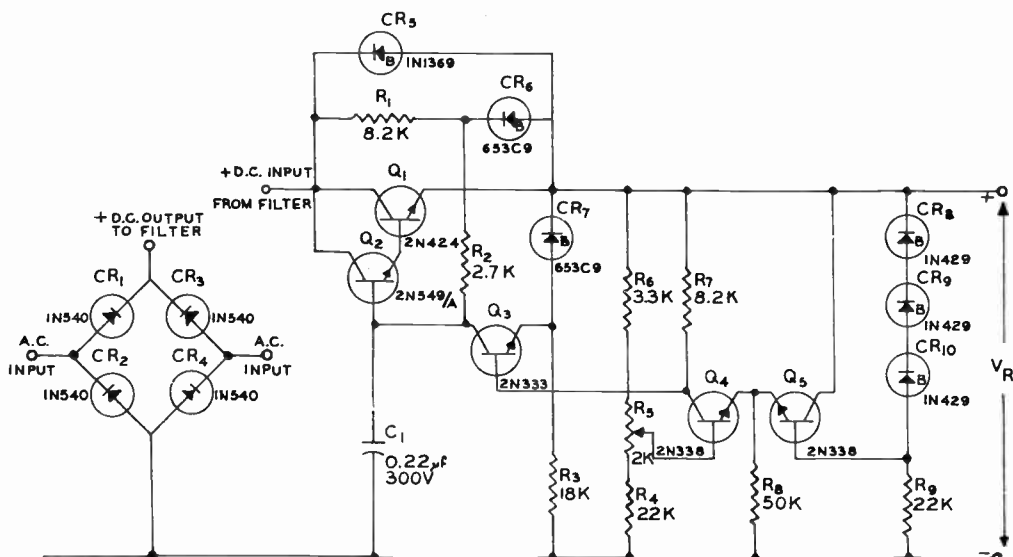 CR5
B
1N1369
R1
8.2K
CR6
B
653C9
+D.C. INPUT
FROM FILTER
Q1
2N424
Q2
2N549/A
R2
2.7K
CR7
B
653C9
+
CR8
B
1N429
CR9
B
1N429
CR10
B
1N429
VR
+D.C. OUTPUT
TO FILTER
CR1
1N540
CR3
1N540
A.C.
INPUT
A.C.
INPUT
CR2
1N540
CR4
1N540
R6
3.3K
R7
8.2K
Q3
2N333
Q4
2N338
Q5
2N338
R5
2K
C1
0.22µf
300V
R3
18K
R4
22K
R8
50K
R9
22K